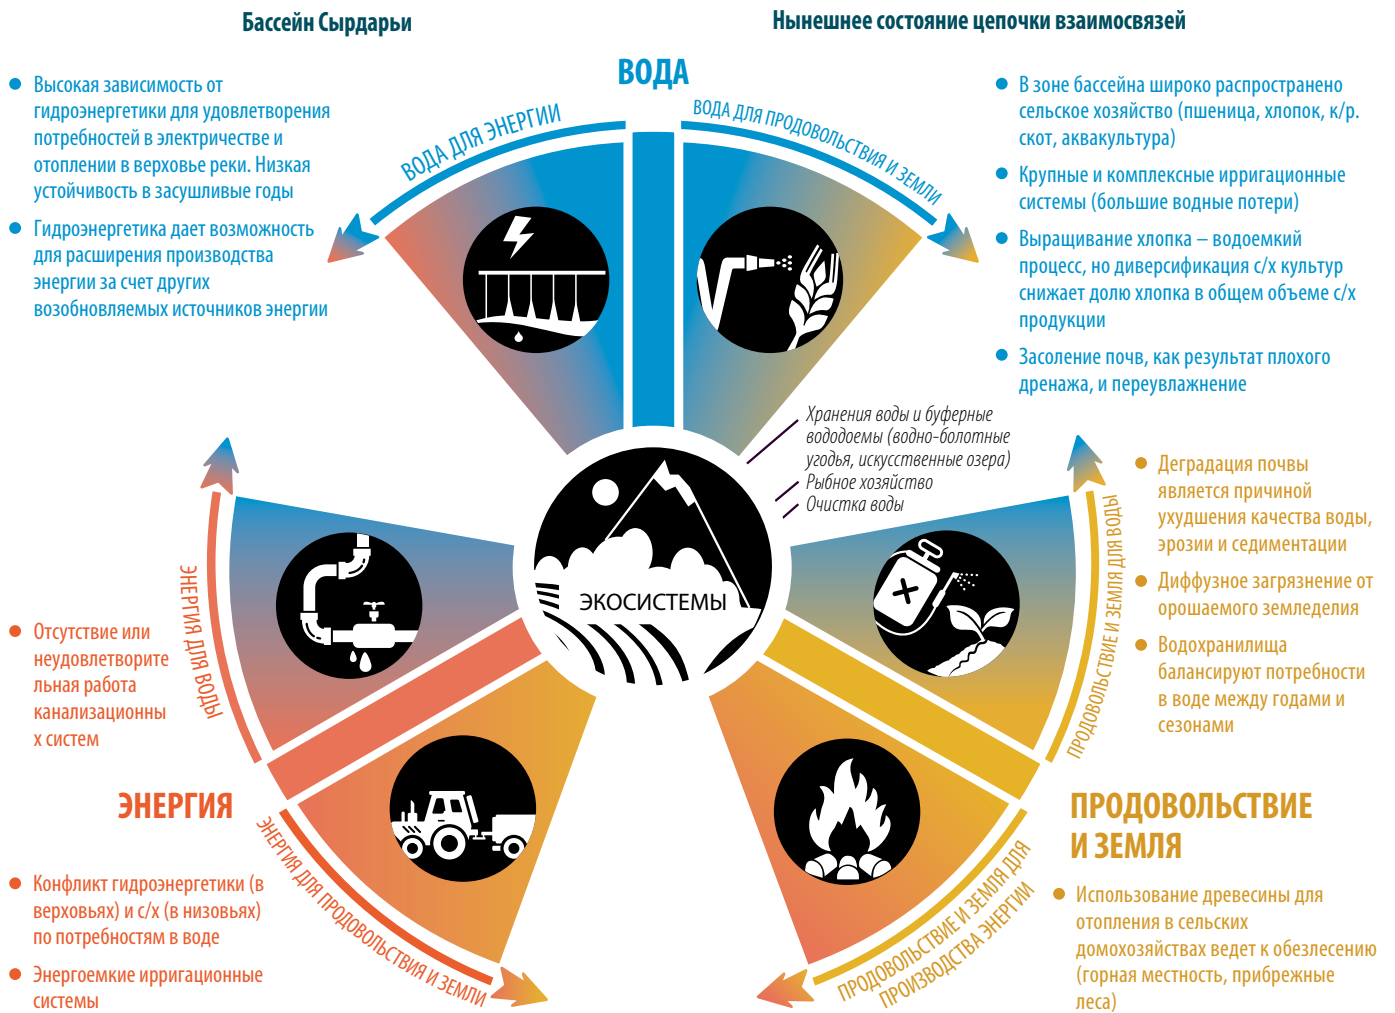 Бассейн Сырдарьи
Нынешнее состояние цепочки взаимосвязей
ВОДА
Высокая зависимость от
гидроэнергетики для удовлетворения
потребностей в электричестве и
отоплении в верховье реки. Низкая
устойчивость в засушливые годы
Гидроэнергетика дает возможность
для расширения производства
энергии за счет других
возобновляемых источников энергии
ВОДА ДЛЯ ЭНЕРГИИ
ВОДА ДЛЯ ПРОДОВОЛЬСТВИЯ И ЗЕМЛИ
В зоне бассейна широко распространено
сельское хозяйство (пшеница, хлопок, к/р.
скот, аквакультура)
Крупные и комплексные ирригационные
системы (большие водные потери)
Выращивание хлопка – водоемкий
процесс, но диверсификация с/х культур
снижает долю хлопка в общем объеме с/х
продукции
Засоление почв, как результат плохого
дренажа, и переувлажнение
Хранения воды и буферные
вододоемы (водно-болотные
угодья, искусственные озера)
Рыбное хозяйство
Очистка воды
ЭКОСИСТЕМЫ
Деградация почвы
является причиной
ухудшения качества воды,
эрозии и седиментации
Диффузное загрязнение от
орошаемого земледелия
Водохранилища
балансируют потребности
в воде между годами и
сезонами
ПРОДОВОЛЬСТВИЕ И ЗЕМЛЯ ДЛЯ ВОДЫ
ЭНЕРГИЯ ДЛЯ ВОДЫ
Отсутствие или
неудовлетворите
льная работа
канализационны
х систем
ЭНЕРГИЯ
ЭНЕРГИЯ ДЛЯ ПРОДОВОЛЬСТВИЯ И ЗЕМЛИ
Конфликт гидроэнергетики (в
верховьях) и с/х (в низовьях)
по потребностям в воде
Энергоемкие ирригационные
системы
ПРОДОВОЛЬСТВИЕ
И ЗЕМЛЯ
ПРОДОВОЛЬСТВИЕ И ЗЕМЛЯ ДЛЯ
ПРОИЗВОДСТВА ЭНЕРГИИ
Использование древесины для
отопления в сельских
домохозяйствах ведет к обезлесению
(горная местность, прибрежные
леса)